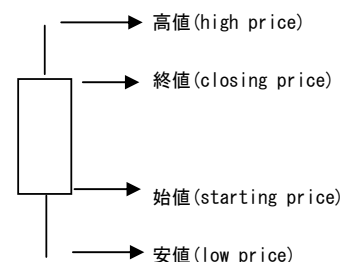 高値(high price)
終値(closing price)
始値(starting price)
安値(low price)